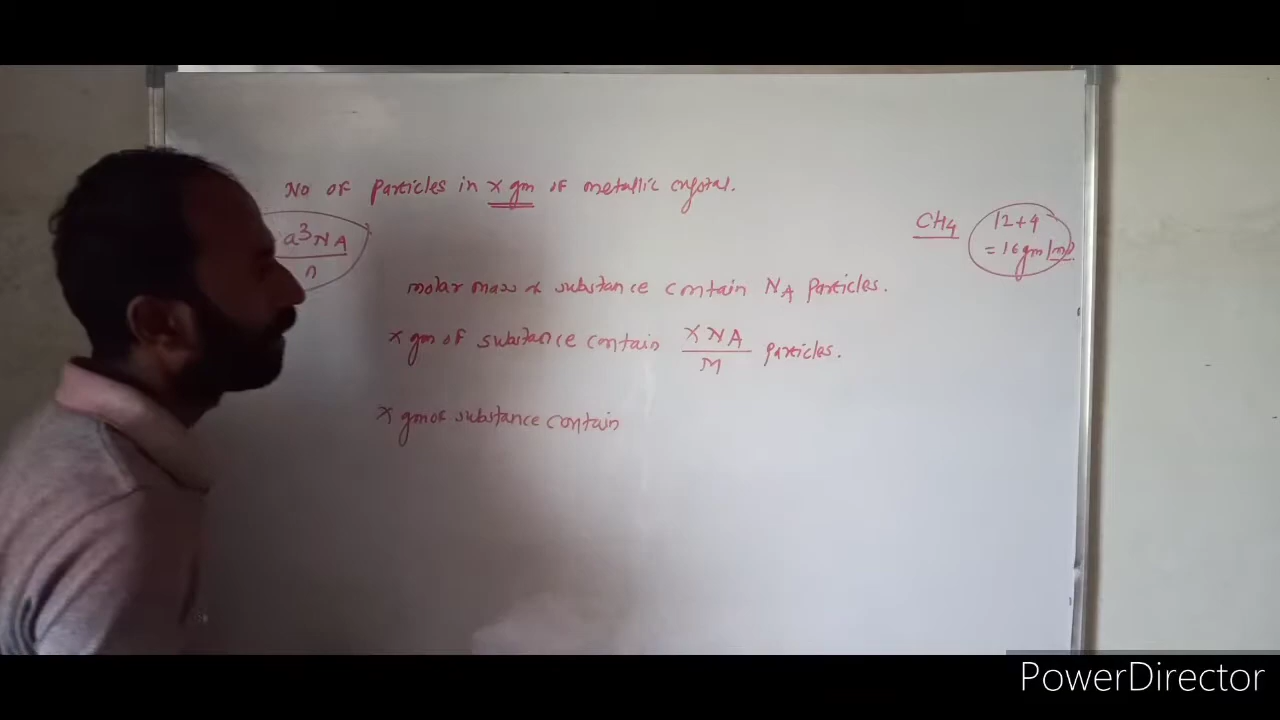 No of particles in x gm of metallic crystal.
a³NA
n
CH4
12+4
= 16gm/mol
molar mass of substance contain NA particles.
x gm of substance contain xNA/M particles.
x gm of substance contain
PowerDirector